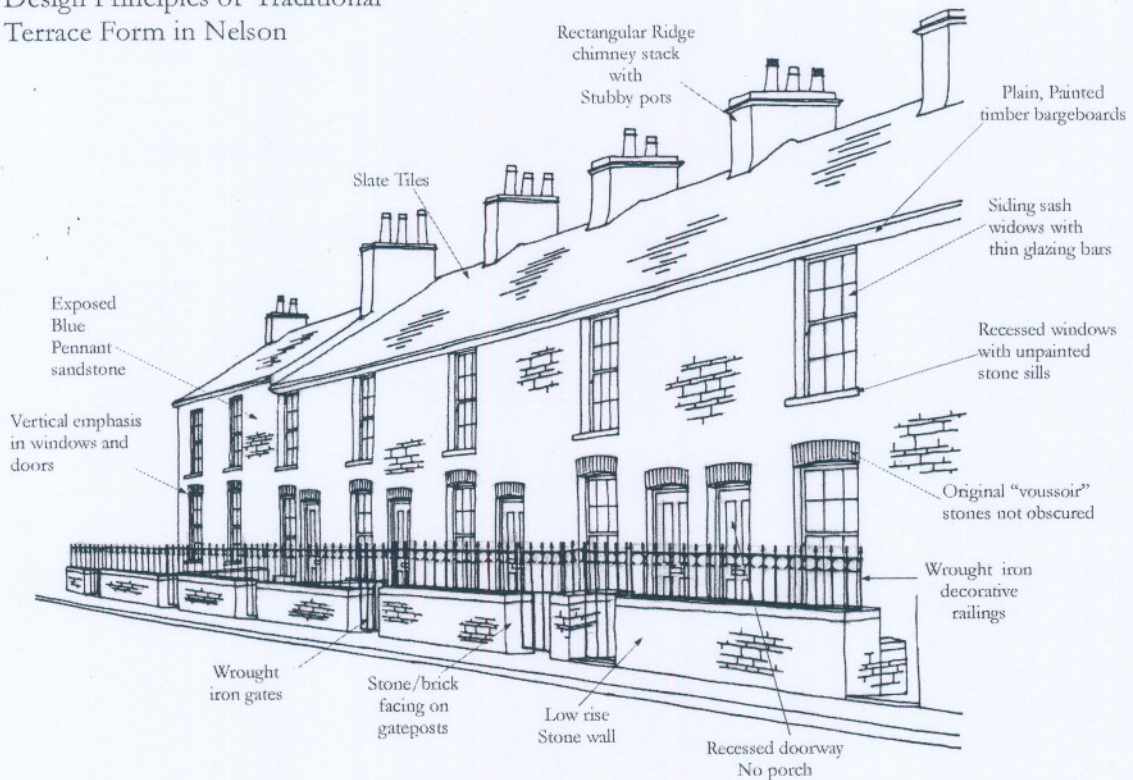 Design Principles of Traditional
Terrace Form in Nelson
Rectangular Ridge
chimney stack
with
Stubby pots
Plain, Painted
timber bargeboards
Slate Tiles
Siding sash
widows with
thin glazing bars
Exposed
Blue
Pennant
sandstone
Recessed windows
with unpainted
stone sills
Vertical emphasis
in windows and
doors
Original “voussoir”
stones not obscured
Wrought iron
decorative
railings
Wrought
iron gates
Stone/brick
facing on
gateposts
Low rise
Stone wall
Recessed doorway
No porch